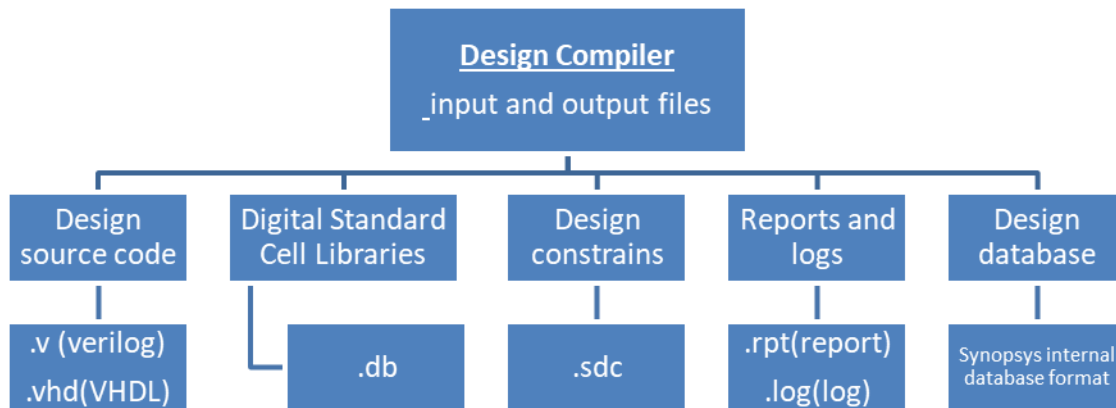 Design Compiler
_input and output files
Design
source code
Digital Standard
Cell Libraries
Design
constrains
Reports and
logs
Design
database
.v (verilog)
.vhd(VHDL)
.db
.sdc
.rpt(report)
.log(log)
Synopsys internal
database format